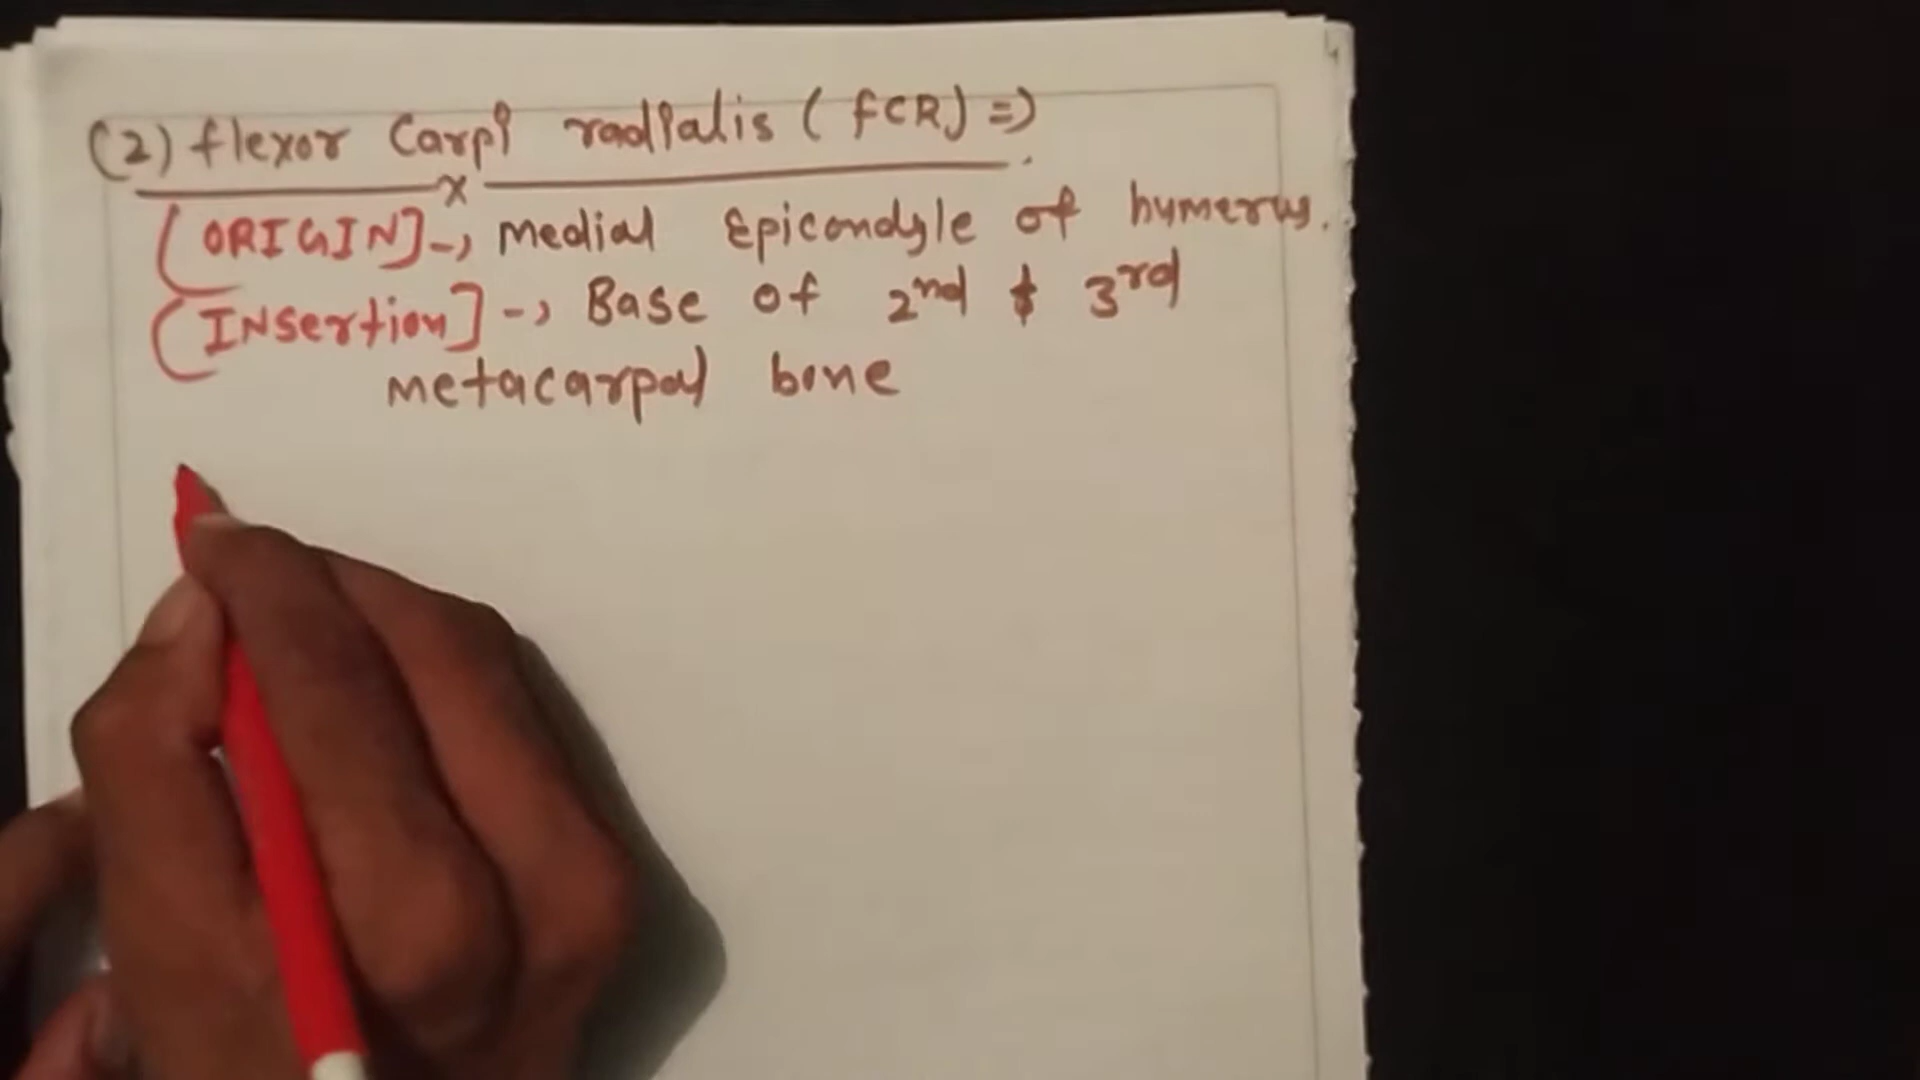 (2) flexor Carpi radialis ( FCR) =)
[ORIGIN] -, Medial Epicondyle of humerus.
[INsertion] -, Base of 2nd & 3rd
metacarpal bone